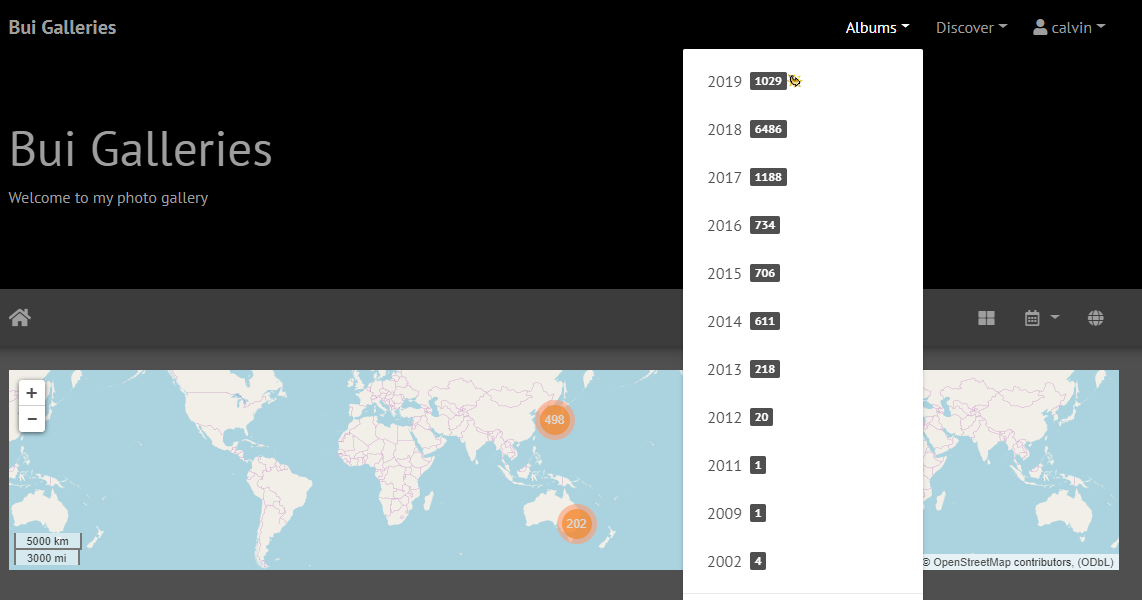 Bui Galleries
Albums
Discover
calvin
2019 1029
2018 6486
2017 1188
2016 734
2015 706
2014 611
2013 218
2012 20
2011 1
2009 1
2002 4
Bui Galleries
Welcome to my photo gallery
+
−
498
202
5000 km
3000 mi
© OpenStreetMap contributors, (ODbL)